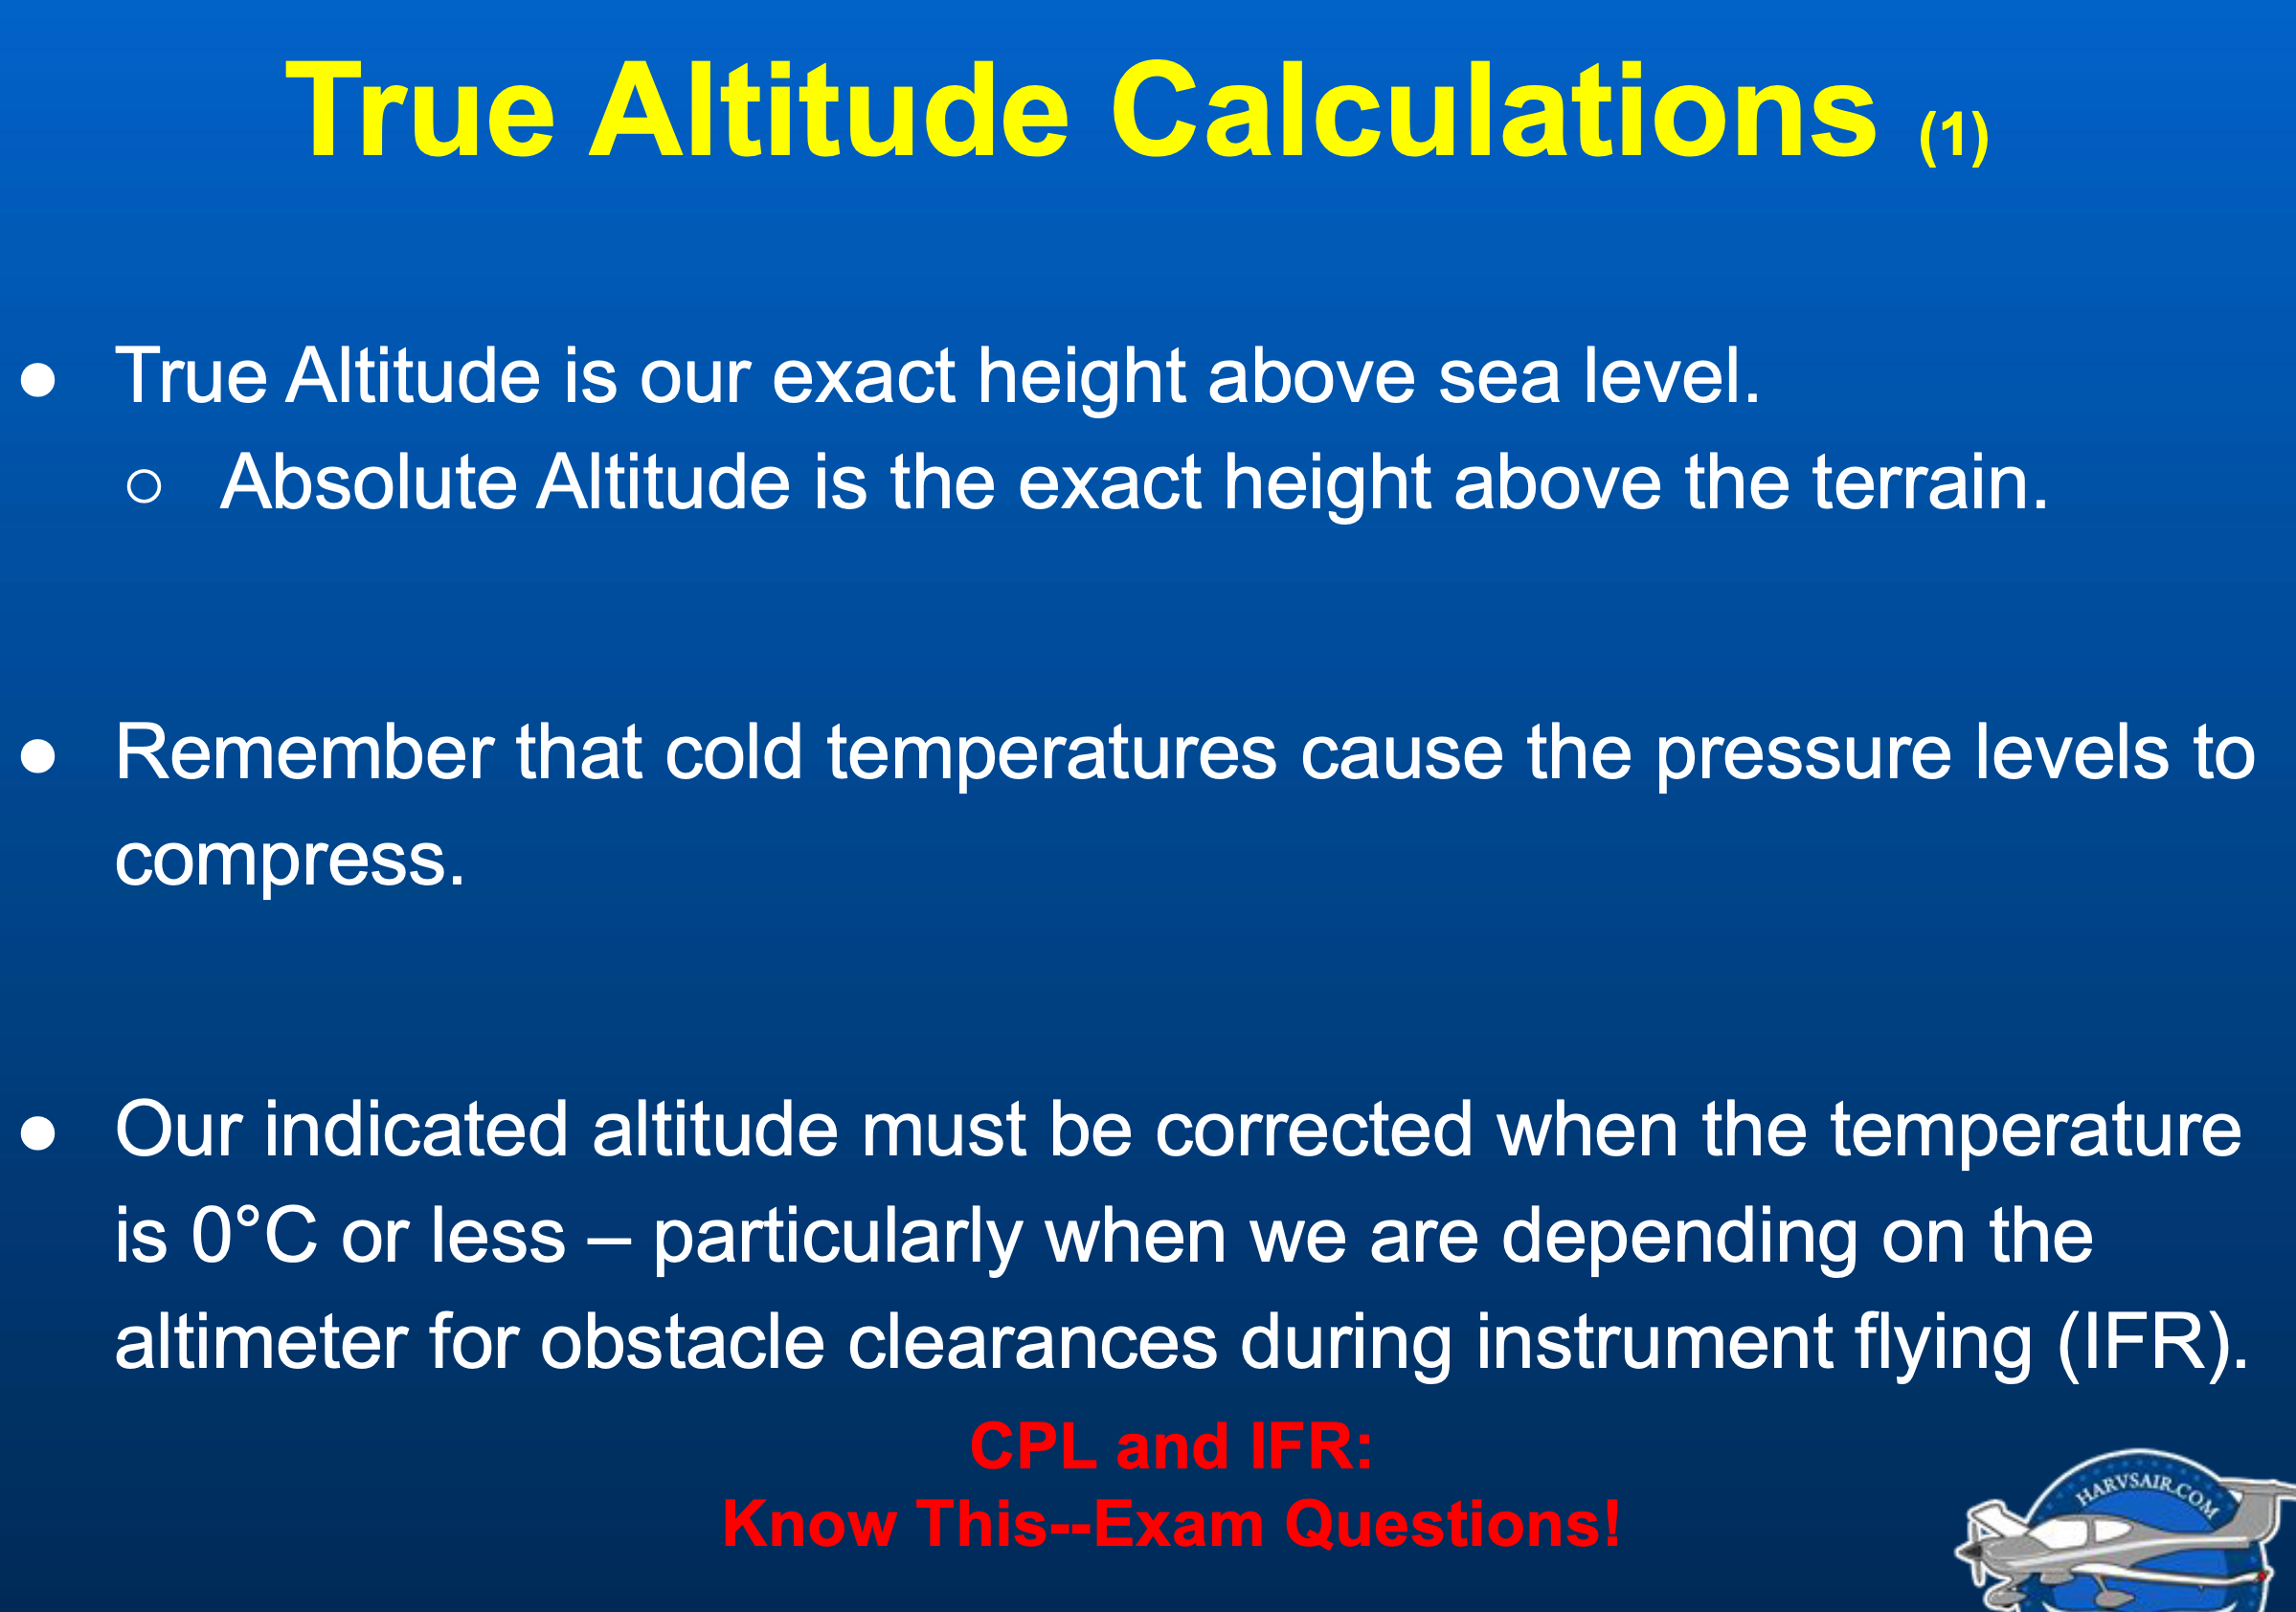 True Altitude Calculations (1)
● True Altitude is our exact height above sea level.
○ Absolute Altitude is the exact height above the terrain.
● Remember that cold temperatures cause the pressure levels to
compress.
● Our indicated altitude must be corrected when the temperature
is 0°C or less – particularly when we are depending on the
altimeter for obstacle clearances during instrument flying (IFR).
CPL and IFR:
Know This--Exam Questions!
HARVSAIR.COM